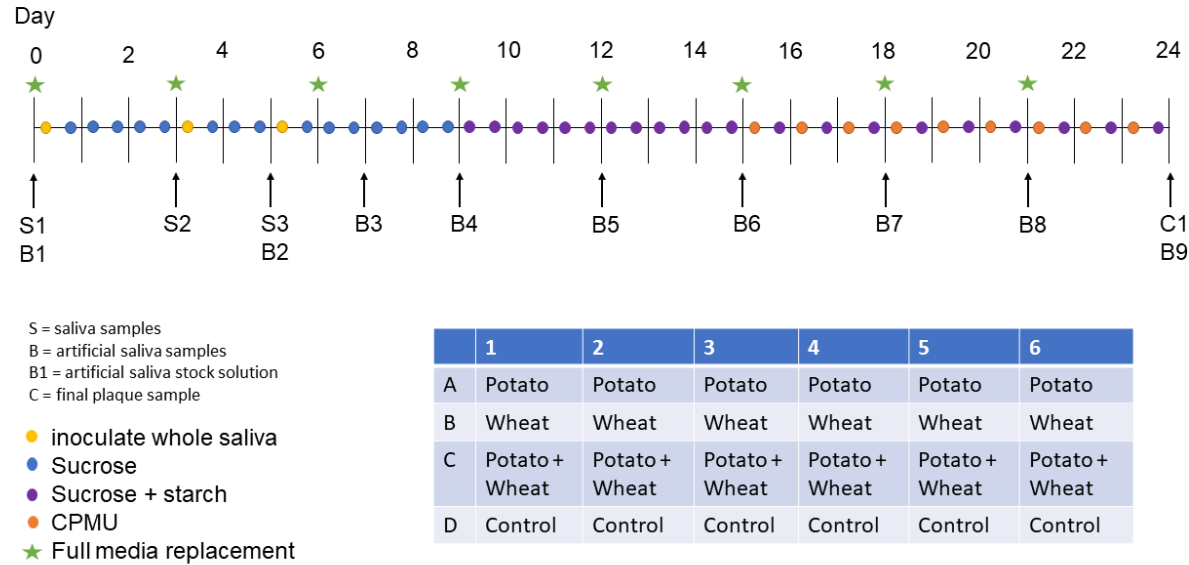 Day
0 2 4 6 8 10 12 14 16 18 20 22 24
S1 S2 S3 B3 B4 B5 B6 B7 B8 C1
B1 B2 B9
S = saliva samples
B = artificial saliva samples
B1 = artificial saliva stock solution
C = final plaque sample
inoculate whole saliva
Sucrose
Sucrose + starch
CPMU
Full media replacement
1 2 3 4 5 6
A Potato Potato Potato Potato Potato Potato
B Wheat Wheat Wheat Wheat Wheat Wheat
C Potato + Potato + Potato + Potato + Potato + Potato +
Wheat Wheat Wheat Wheat Wheat Wheat
D Control Control Control Control Control Control